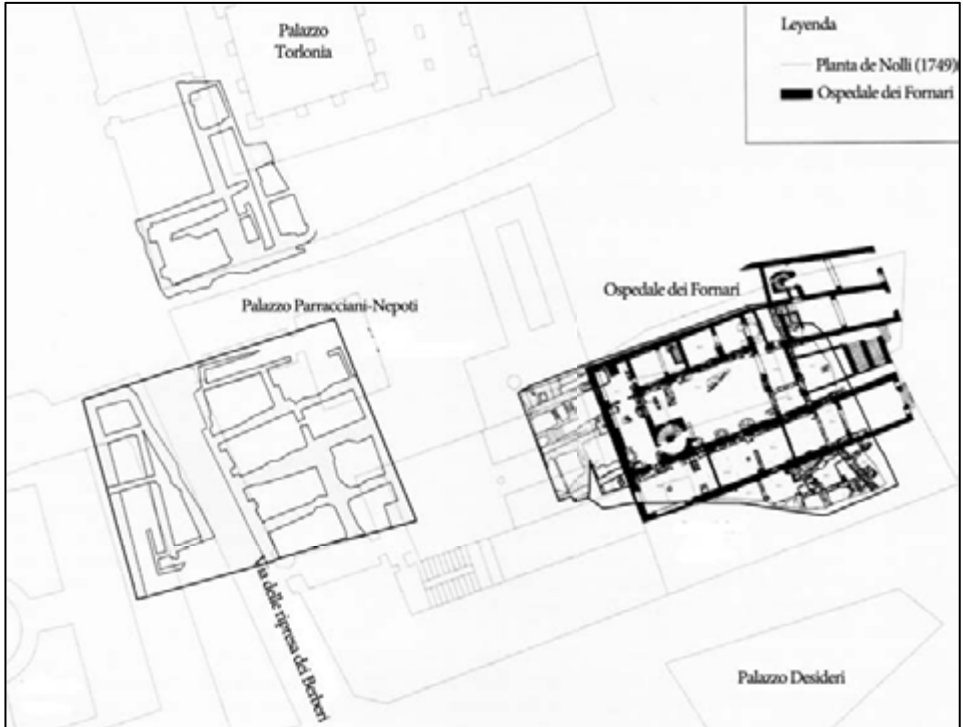 Palazzo
Torlonia
Leyenda
Planta de Nolli (1749)
Ospedale dei Fornari
Palazzo Parracciani-Nepoti
Ospedale dei Fornari
Via delle ripresa dei Berberi
Palazzo Desideri